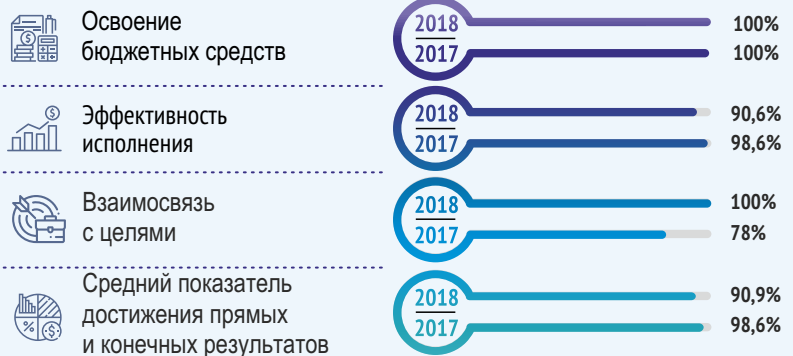 Освоение
бюджетных средств
2018 100%
2017 100%
Эффективность
исполнения
2018 90,6%
2017 98,6%
Взаимосвязь
с целями
2018 100%
2017 78%
Средний показатель
достижения прямых
и конечных результатов
2018 90,9%
2017 98,6%